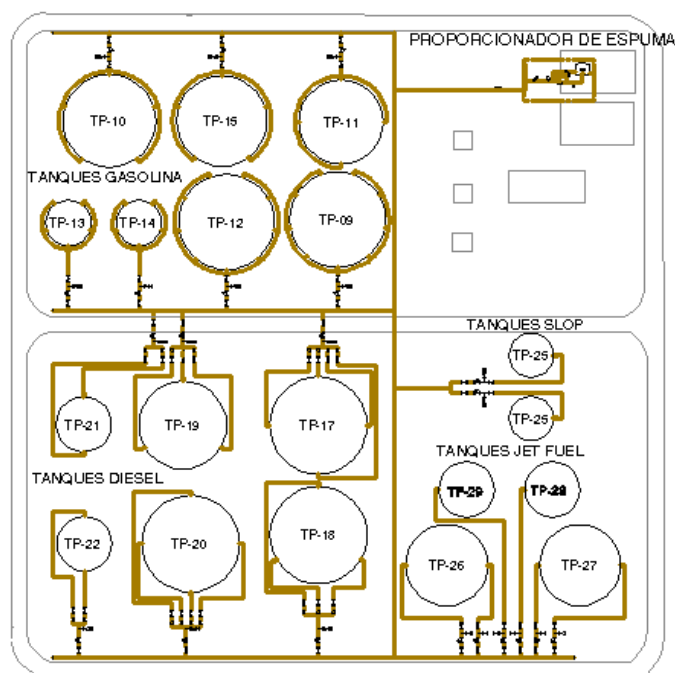 PROPORCIONADOR DE ESPUMA
TP-10
TP-15
TP-11
TANQUES GASOLINA
TP-13
TP-14
TP-12
TP-09
TANQUES SLOP
TP-25
TP-21
TP-19
TP-17
TP-25
TANQUES JET FUEL
TANQUES DIESEL
TP-29
TP-28
TP-22
TP-20
TP-18
TP-26
TP-27